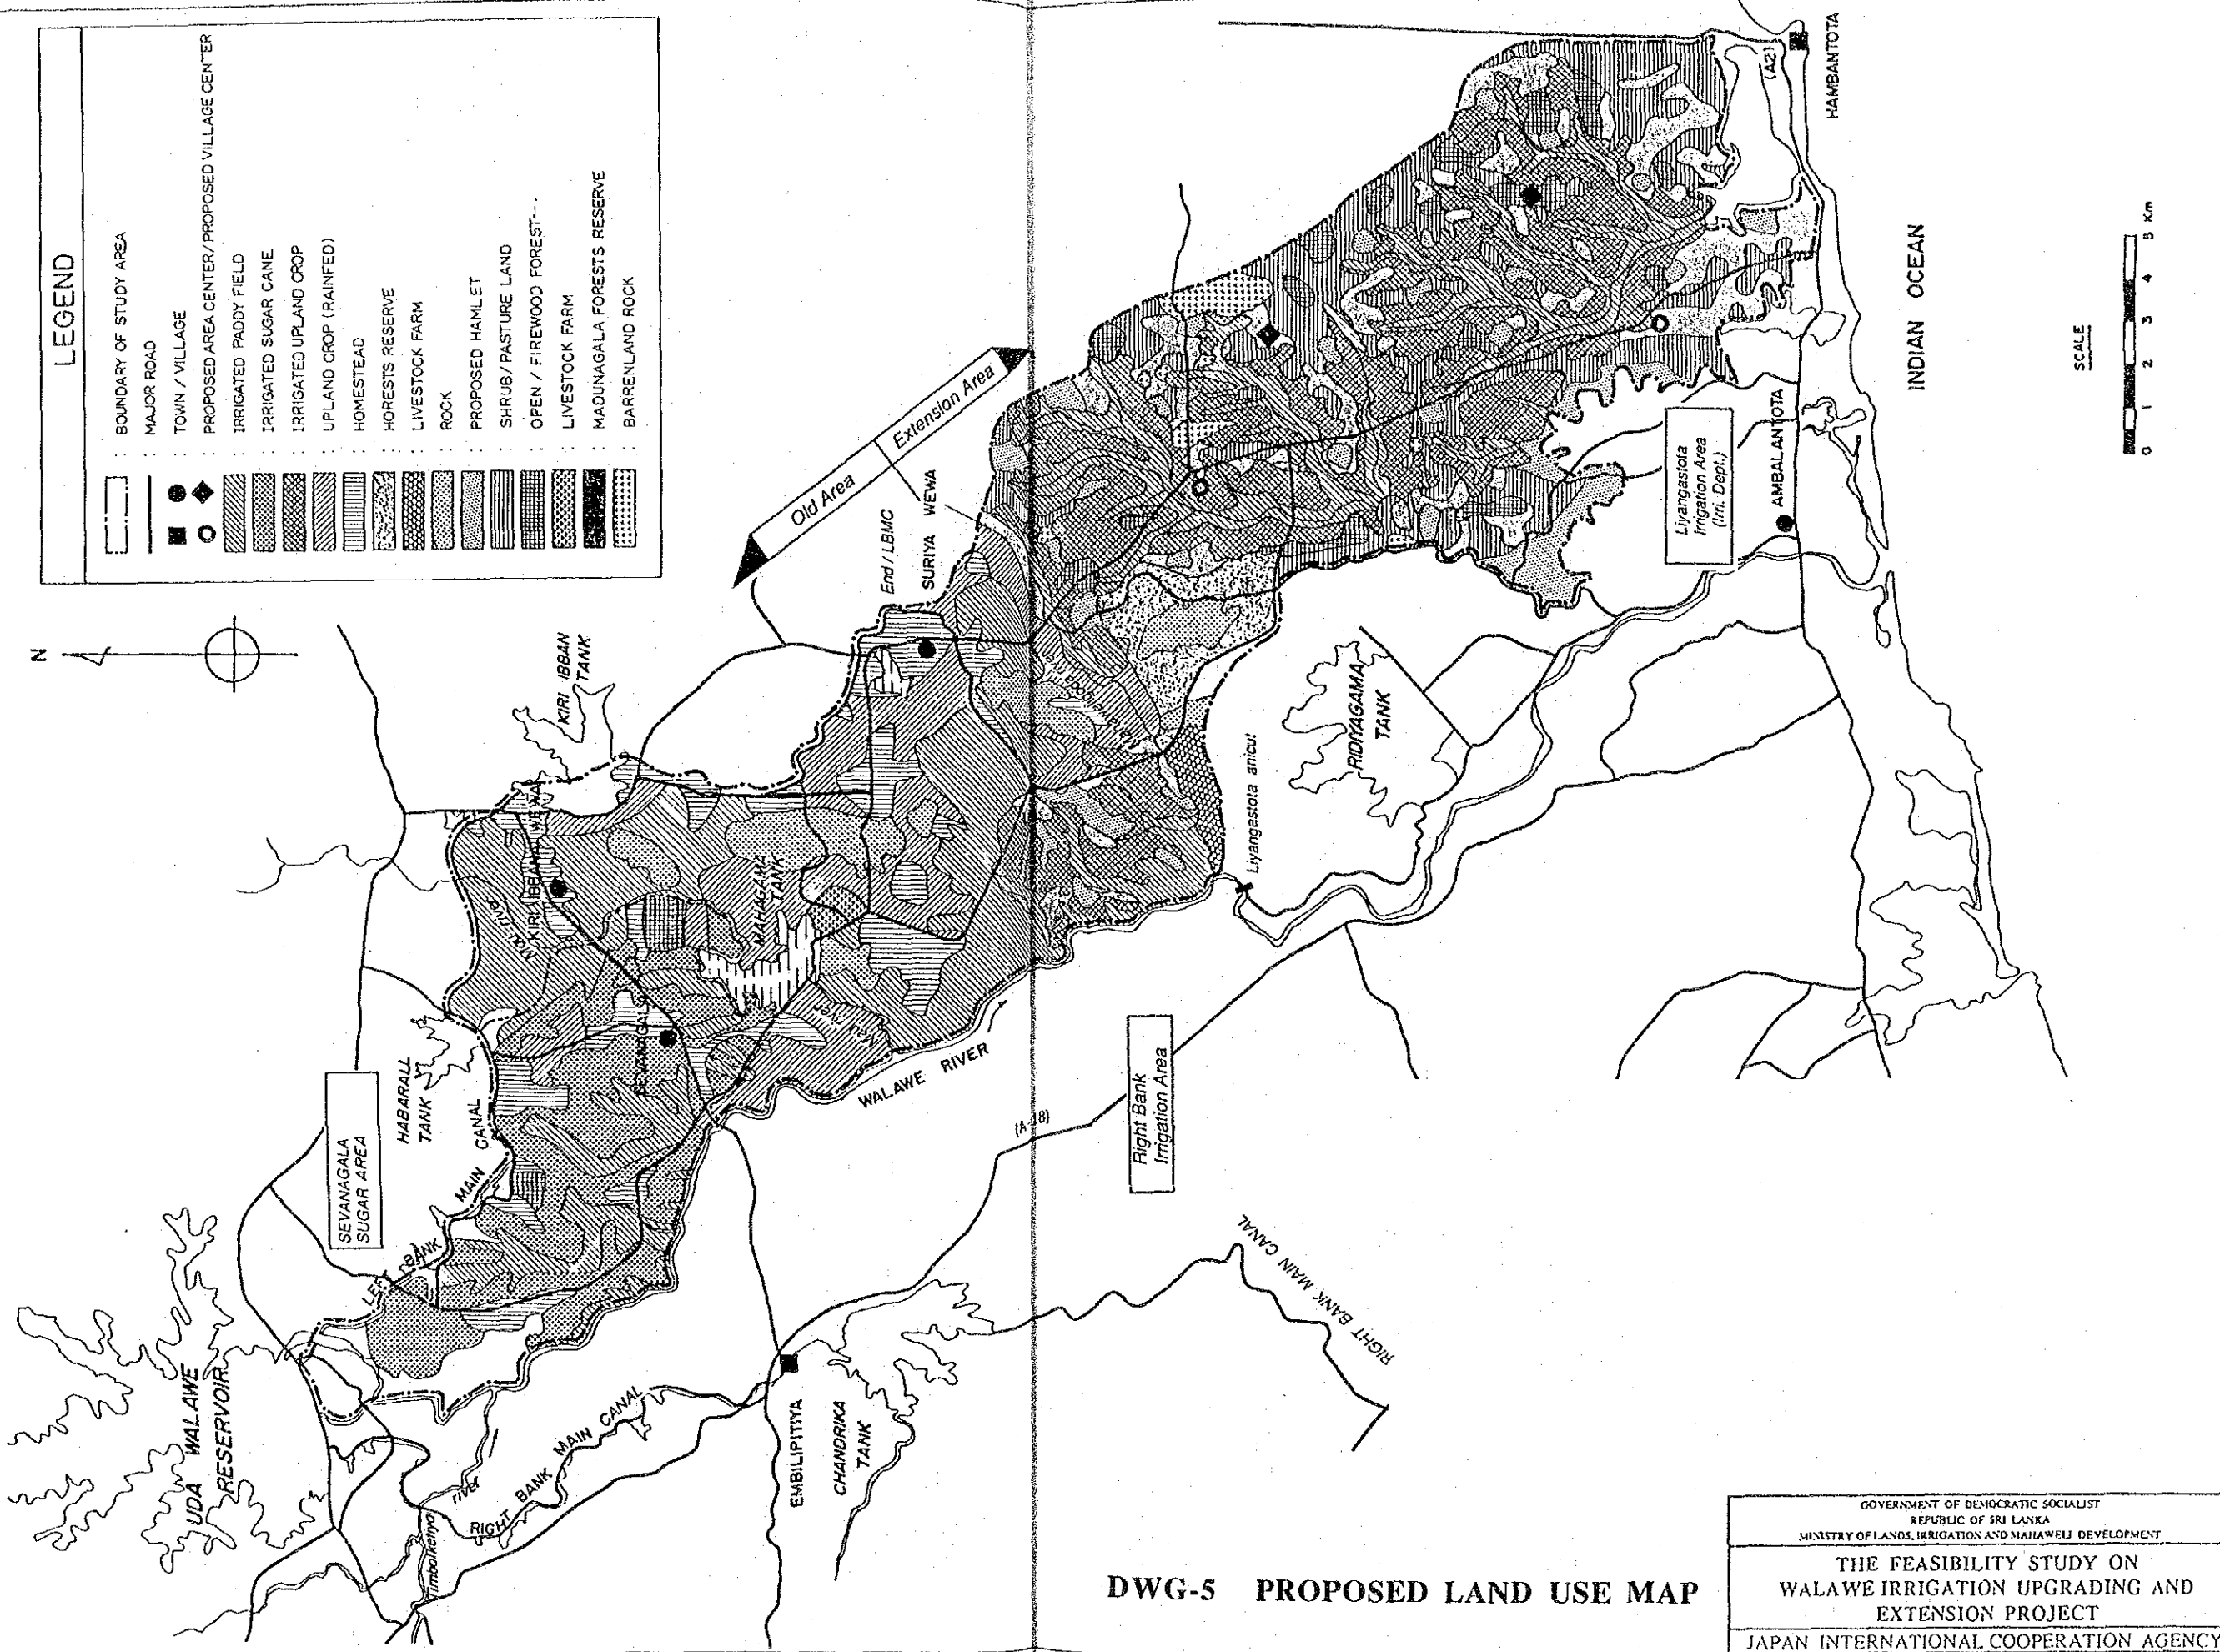 LEGEND
: BOUNDARY OF STUDY AREA
: MAJOR ROAD
: TOWN / VILLAGE
: PROPOSED AREA CENTER/PROPOSED VILLAGE CENTER
: IRRIGATED PADDY FIELD
: IRRIGATED SUGAR CANE
: IRRIGATED UPLAND CROP
: UPLAND CROP (RAINFED)
: HOMESTEAD
: HORESTS RESERVE
: LIVESTOCK FARM
: ROCK
: PROPOSED HAMLET
: SHRUB/PASTURE LAND
: OPEN / FIREWOOD FOREST
: LIVESTOCK FARM
: MADUNAGALA FORESTS RESERVE
: BARRENLAND ROCK
N
UDA WALAWE
RESERVOIR
SEVANAGALA
SUGAR AREA
HABARALL
TANK
LEFT BANK MAIN CANAL
KIRI IBBAN
TANK
KIRI IBBANA WEWA
SEVANAGALA
MAHAGAMA
TANK
Old Area
Extension Area
End / LBMC
SURIYA WEWA
river
WALAWE RIVER
Timbolketiya
river
RIGHT BANK MAIN CANAL
EMBILIPITIYA
CHANDRIKA
TANK
(A-18)
Right Bank
Irrigation Area
RIGHT BANK MAIN CANAL
Liyangastota anicut
RIDIYAGAMA
TANK
Liyangastota
Irrigation Area
(Irri. Dept.)
AMBALANTOTA
(A2)
HAMBANTOTA
INDIAN OCEAN
SCALE
0 1 2 3 4 5 Km
DWG-5 PROPOSED LAND USE MAP
GOVERNMENT OF DEMOCRATIC SOCIALIST
REPUBLIC OF SRI LANKA
MINISTRY OF LANDS, IRRIGATION AND MAHAWELI DEVELOPMENT
THE FEASIBILITY STUDY ON
WALAWE IRRIGATION UPGRADING AND
EXTENSION PROJECT
JAPAN INTERNATIONAL COOPERATION AGENCY